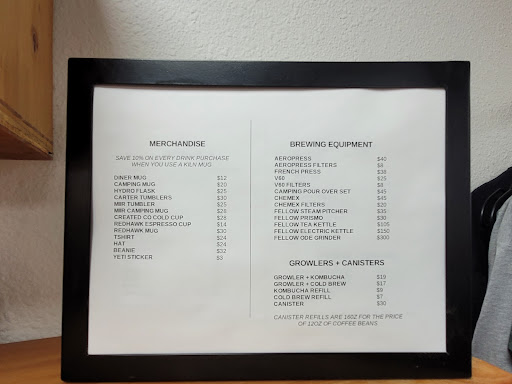 MERCHANDISE
SAVE 10% ON EVERY DRINK PURCHASE
WHEN YOU USE A KILN MUG
DINER MUG $12
CAMPING MUG $20
HYDRO FLASK $25
CARTER TUMBLERS $30
MIIR TUMBLER $25
MIIR CAMPING MUG $25
CREATED CO COLD CUP $28
REDHAWK ESPRESSO CUP $14
REDHAWK MUG $30
TSHIRT $24
HAT $24
BEANIE $32
YETI STICKER $3
BREWING EQUIPMENT
AEROPRESS $40
AEROPRESS FILTERS $8
FRENCH PRESS $38
V60 $25
V60 FILTERS $8
CAMPING POUR OVER SET $45
CHEMEX $45
CHEMEX FILTERS $20
FELLOW STEAM PITCHER $35
FELLOW PRISMO $30
FELLOW TEA KETTLE $105
FELLOW ELECTRIC KETTLE $150
FELLOW ODE GRINDER $300
GROWLERS + CANISTERS
GROWLER + KOMBUCHA $19
GROWLER + COLD BREW $17
KOMBUCHA REFILL $9
COLD BREW REFILL $7
CANISTER $30
CANISTER REFILLS ARE 16OZ FOR THE PRICE
OF 12OZ OF COFFEE BEANS